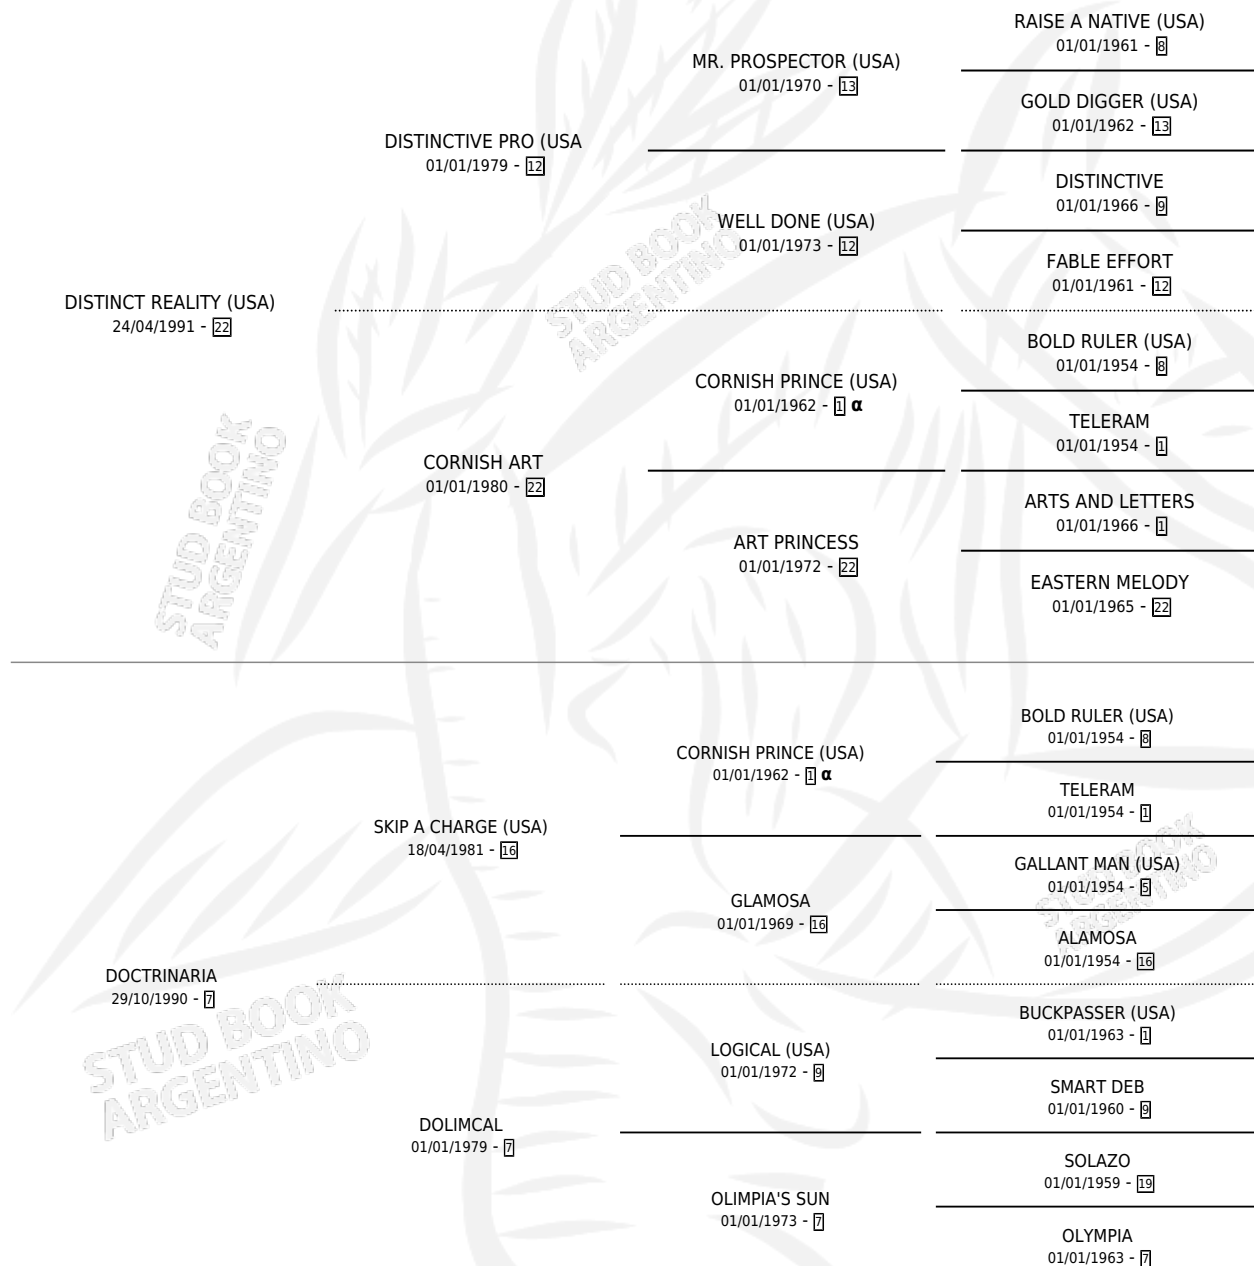 RAISE A NATIVE (USA)
01/01/1961 - 8
MR. PROSPECTOR (USA)
01/01/1970 - 13
GOLD DIGGER (USA)
01/01/1962 - 13
DISTINCTIVE PRO (USA
01/01/1979 - 12
DISTINCTIVE
01/01/1966 - 9
WELL DONE (USA)
01/01/1973 - 12
FABLE EFFORT
01/01/1961 - 12
DISTINCT REALITY (USA)
24/04/1991 - 22
BOLD RULER (USA)
01/01/1954 - 8
CORNISH PRINCE (USA)
01/01/1962 - 1 α
TELERAM
01/01/1954 - 1
CORNISH ART
01/01/1980 - 22
ARTS AND LETTERS
01/01/1966 - 1
ART PRINCESS
01/01/1972 - 22
EASTERN MELODY
01/01/1965 - 22
BOLD RULER (USA)
01/01/1954 - 8
CORNISH PRINCE (USA)
01/01/1962 - 1 α
TELERAM
01/01/1954 - 1
SKIP A CHARGE (USA)
18/04/1981 - 16
GALLANT MAN (USA)
01/01/1954 - 5
GLAMOSA
01/01/1969 - 16
ALAMOSA
01/01/1954 - 16
DOCTRINARIA
29/10/1990 - 7
BUCKPASSER (USA)
01/01/1963 - 1
LOGICAL (USA)
01/01/1972 - 9
SMART DEB
01/01/1960 - 9
DOLIMCAL
01/01/1979 - 7
SOLAZO
01/01/1959 - 19
OLIMPIA'S SUN
01/01/1973 - 7
OLYMPIA
01/01/1963 - 7
STUD BOOK
ARGENTINO
STUD BOOK
ARGENTINO
STUD BOOK
ARGENTINO
STUD BOOK
ARGENTINO